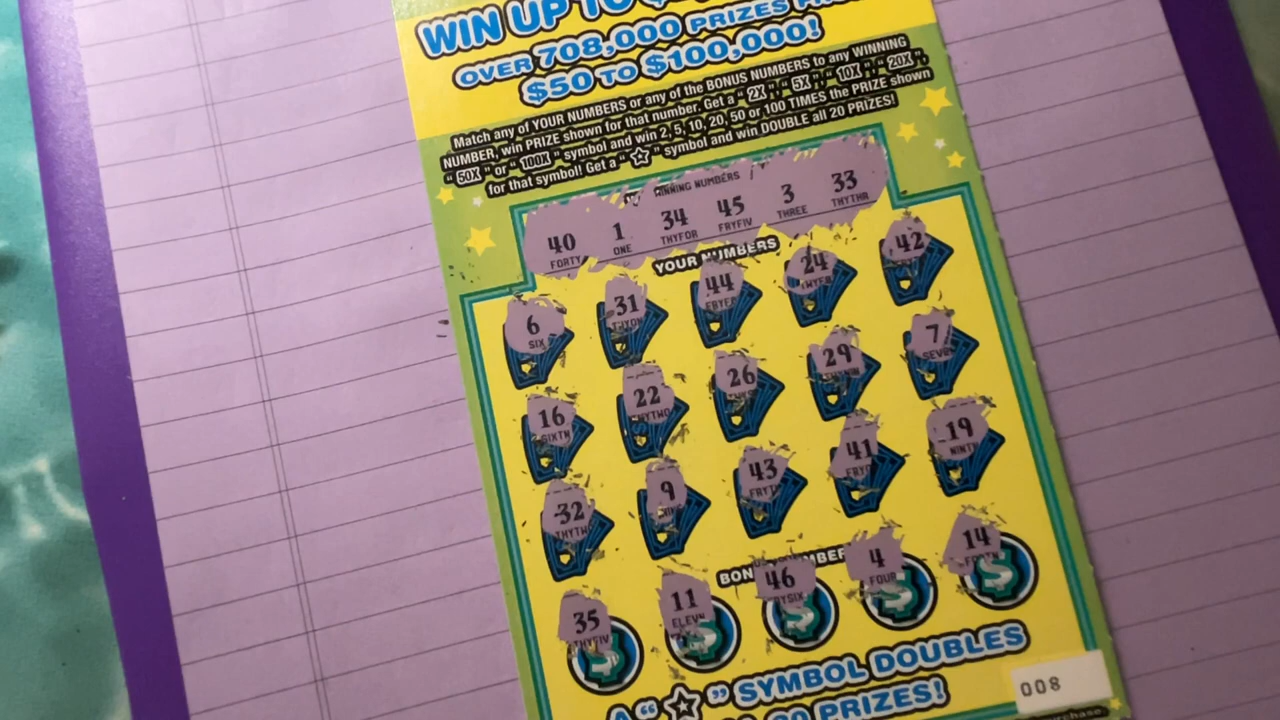 WIN UP TO $
OVER 708,000 PRIZES
$50 TO $100,000!
Match any of YOUR NUMBERS or any of the BONUS NUMBERS to any WINNING
NUMBER, win PRIZE shown for that number. Get a "2X", "5X", "10X", "20X",
"50X" or "100X" symbol and win 2, 5, 10, 20, 50 or 100 TIMES the PRIZE shown
for that symbol! Get a "☆" symbol and win DOUBLE all 20 PRIZES!
WINNING NUMBERS
40 1 34 45 3 33
FORTY ONE THYFOR FRYFIV THREE THYTHR
YOUR NUMBERS
6 31 44 24 42
SIX
16 22 26 29 7
SIXTN
32 9 43 41 19
BONUS NUMBERS
35 11 46 4 14
ELEVN FOUR
A "☆" SYMBOL DOUBLES
20 PRIZES!
008